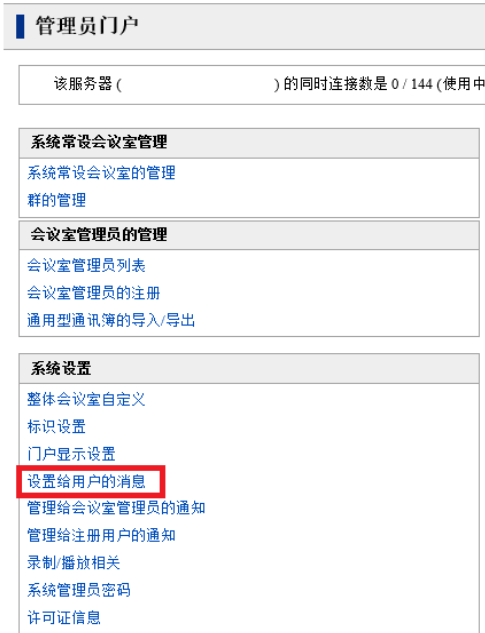 管理员门户
该服务器 ( ) 的同时连接数是 0 / 144 (使用中
系统常设会议室管理
系统常设会议室的管理
群的管理
会议室管理员的管理
会议室管理员列表
会议室管理员的注册
通用型通讯簿的导入/导出
系统设置
整体会议室自定义
标识设置
门户显示设置
设置给用户的消息
管理给会议室管理员的通知
管理给注册用户的通知
录制/播放相关
系统管理员密码
许可证信息